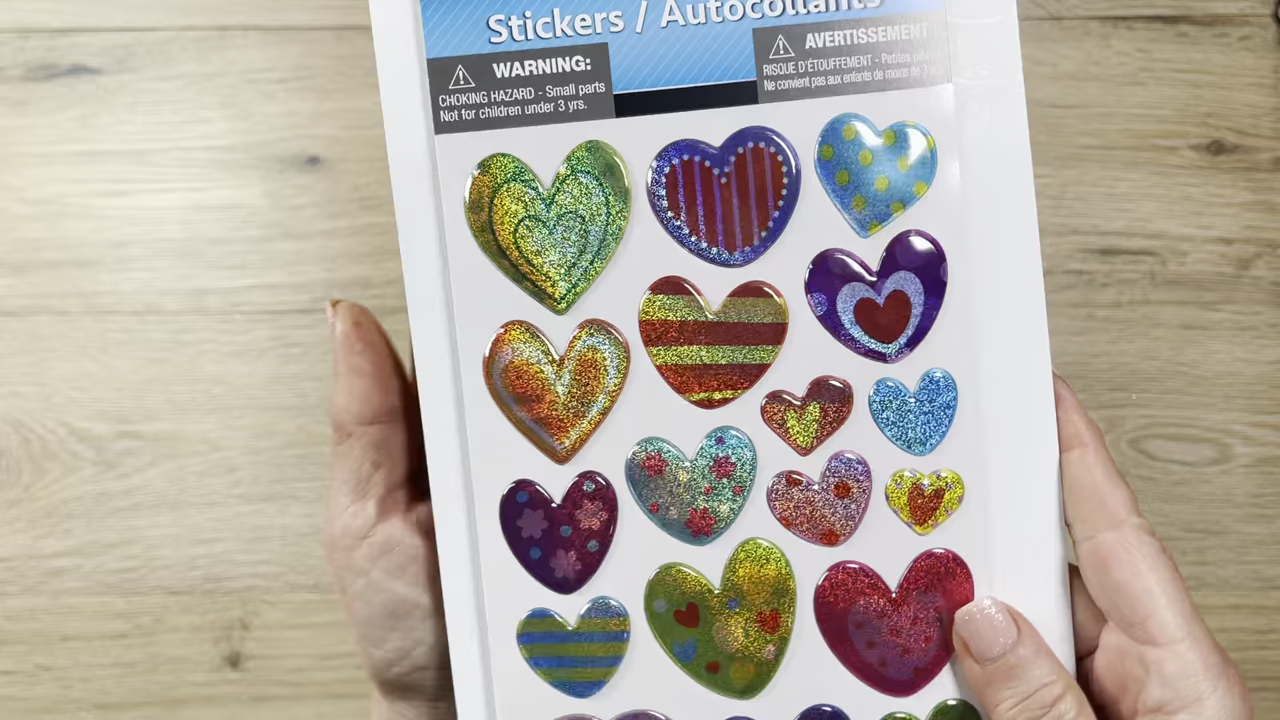 Stickers / Autocollants
WARNING:
CHOKING HAZARD - Small parts
Not for children under 3 yrs.
AVERTISSEMENT
RISQUE D'ÉTOUFFEMENT - Petites
Ne convient pas aux enfants de moins de 3